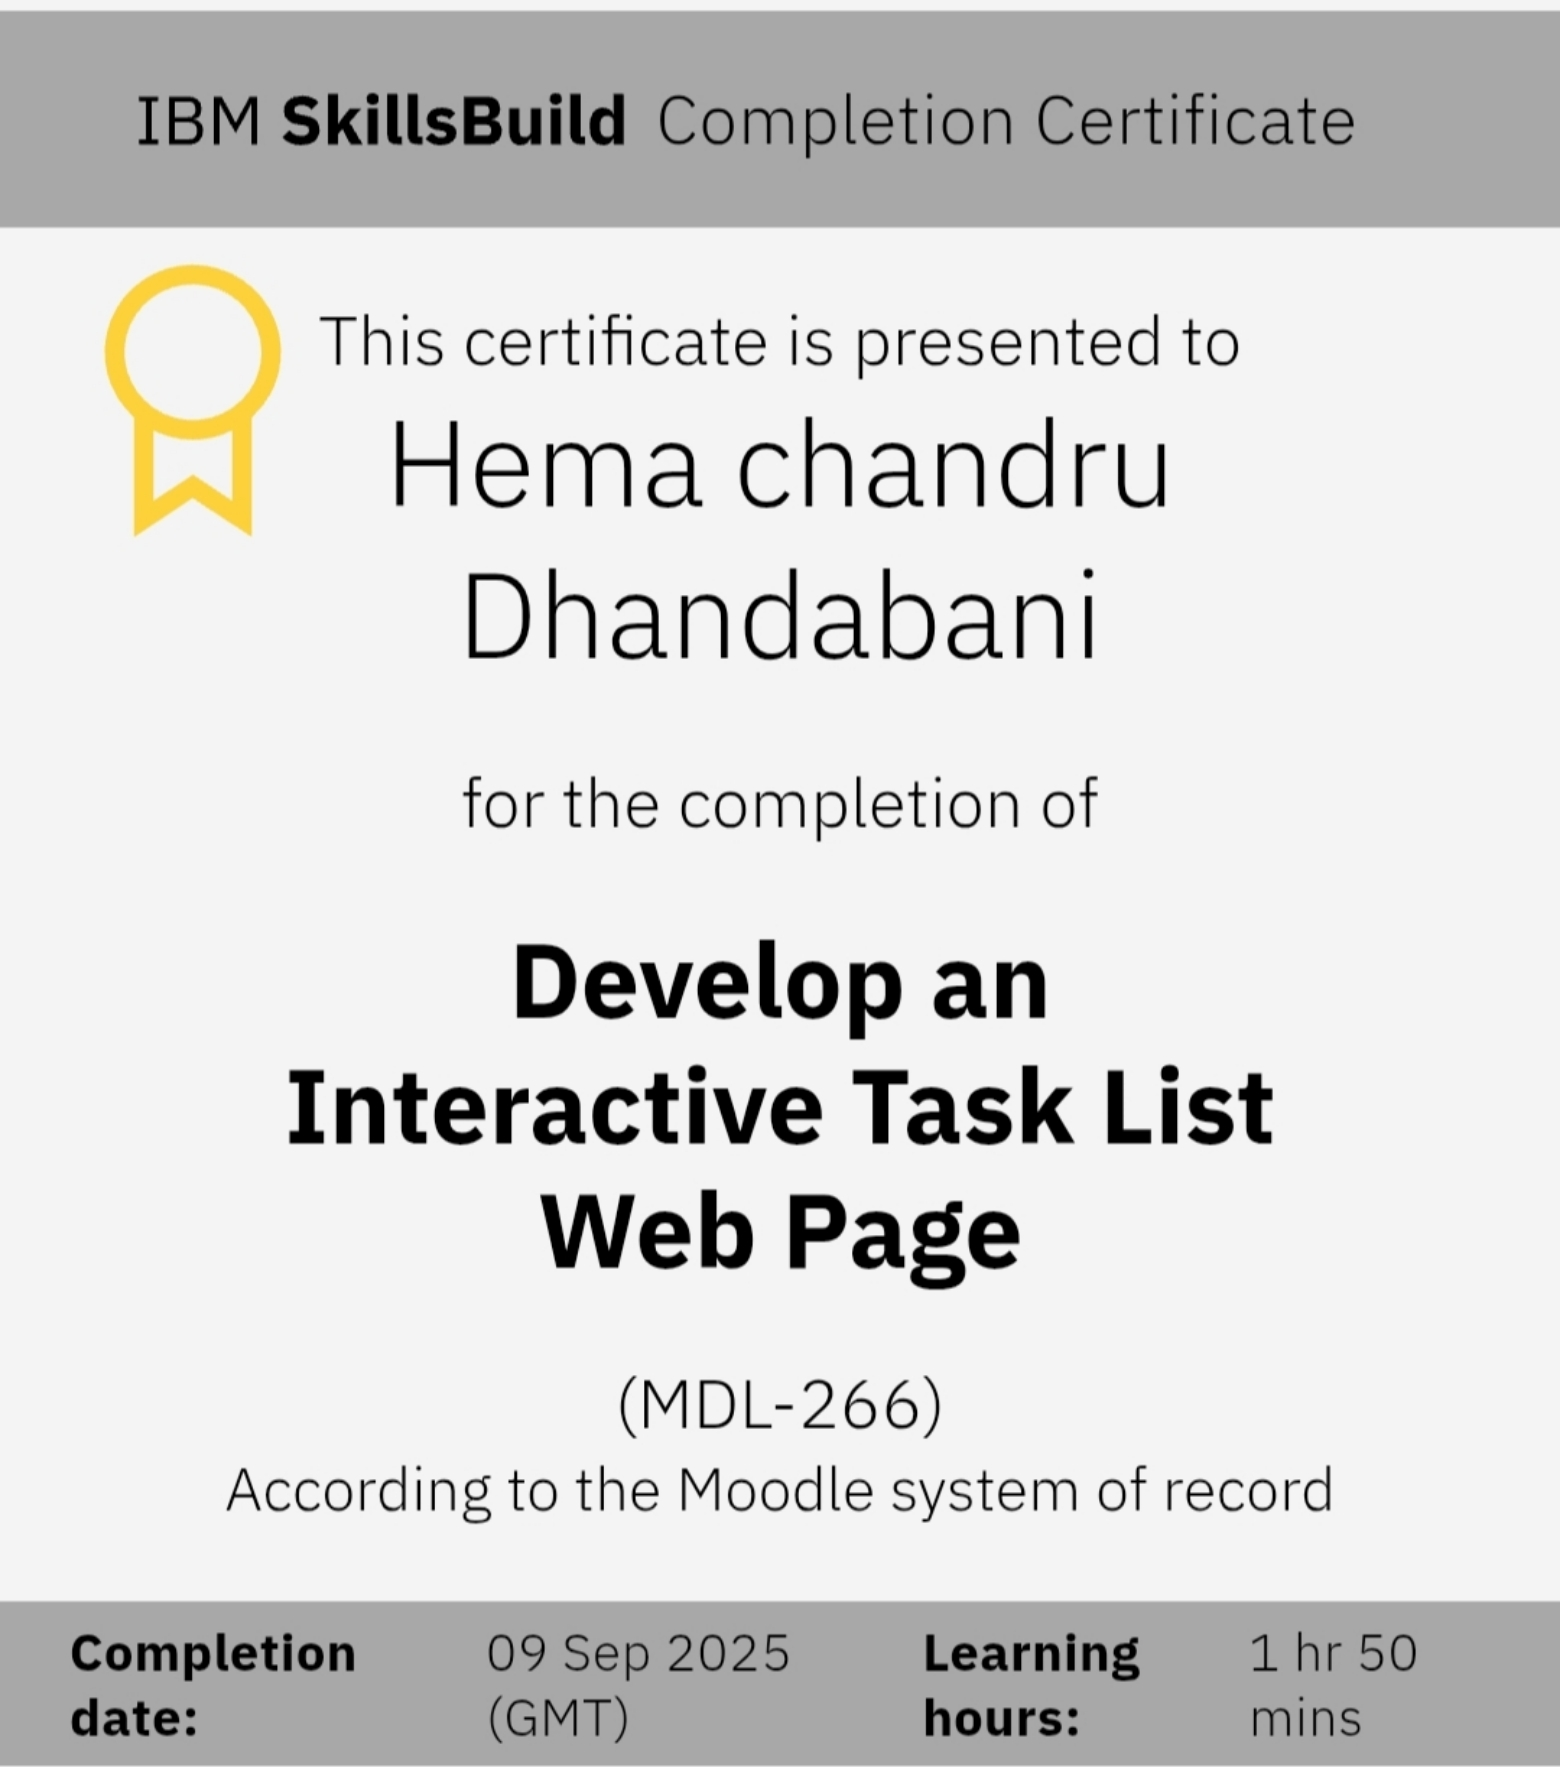 IBM SkillsBuild Completion Certificate
This certificate is presented to
Hema chandru
Dhandabani
for the completion of
Develop an
Interactive Task List
Web Page
(MDL-266)
According to the Moodle system of record
Completion date: 09 Sep 2025 (GMT)
Learning hours: 1 hr 50 mins